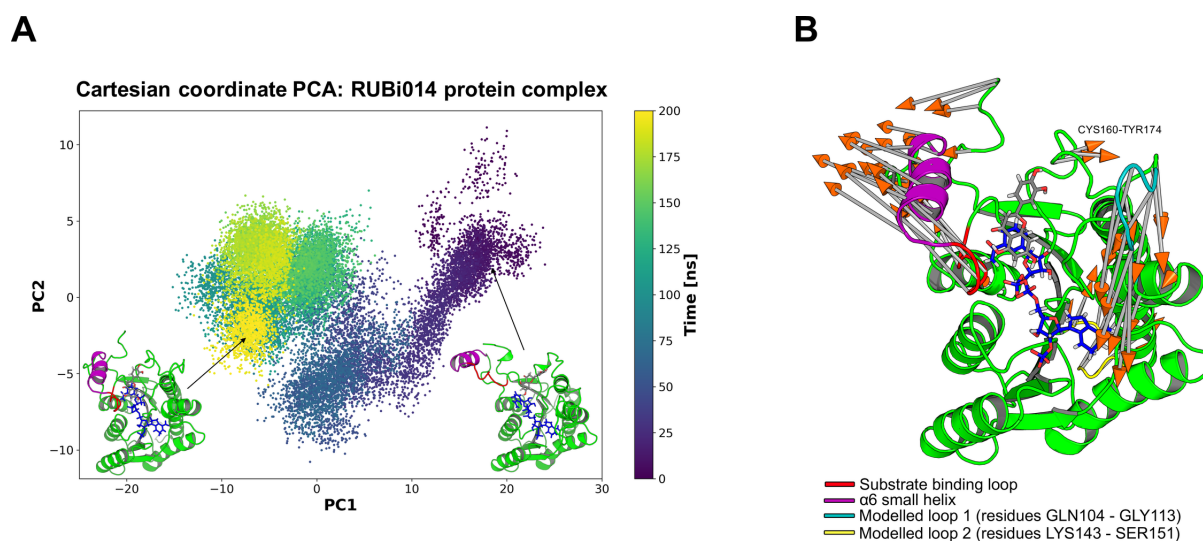 A
B
Cartesian coordinate PCA: RUBi014 protein complex
10
5
0
−5
−10
PC2
−20
−10
0
10
20
30
PC1
200
175
150
125
100
75
50
25
0
Time [ns]
CYS160-TYR174
Substrate binding loop
α6 small helix
Modelled loop 1 (residues GLN104 - GLY113)
Modelled loop 2 (residues LYS143 - SER151)